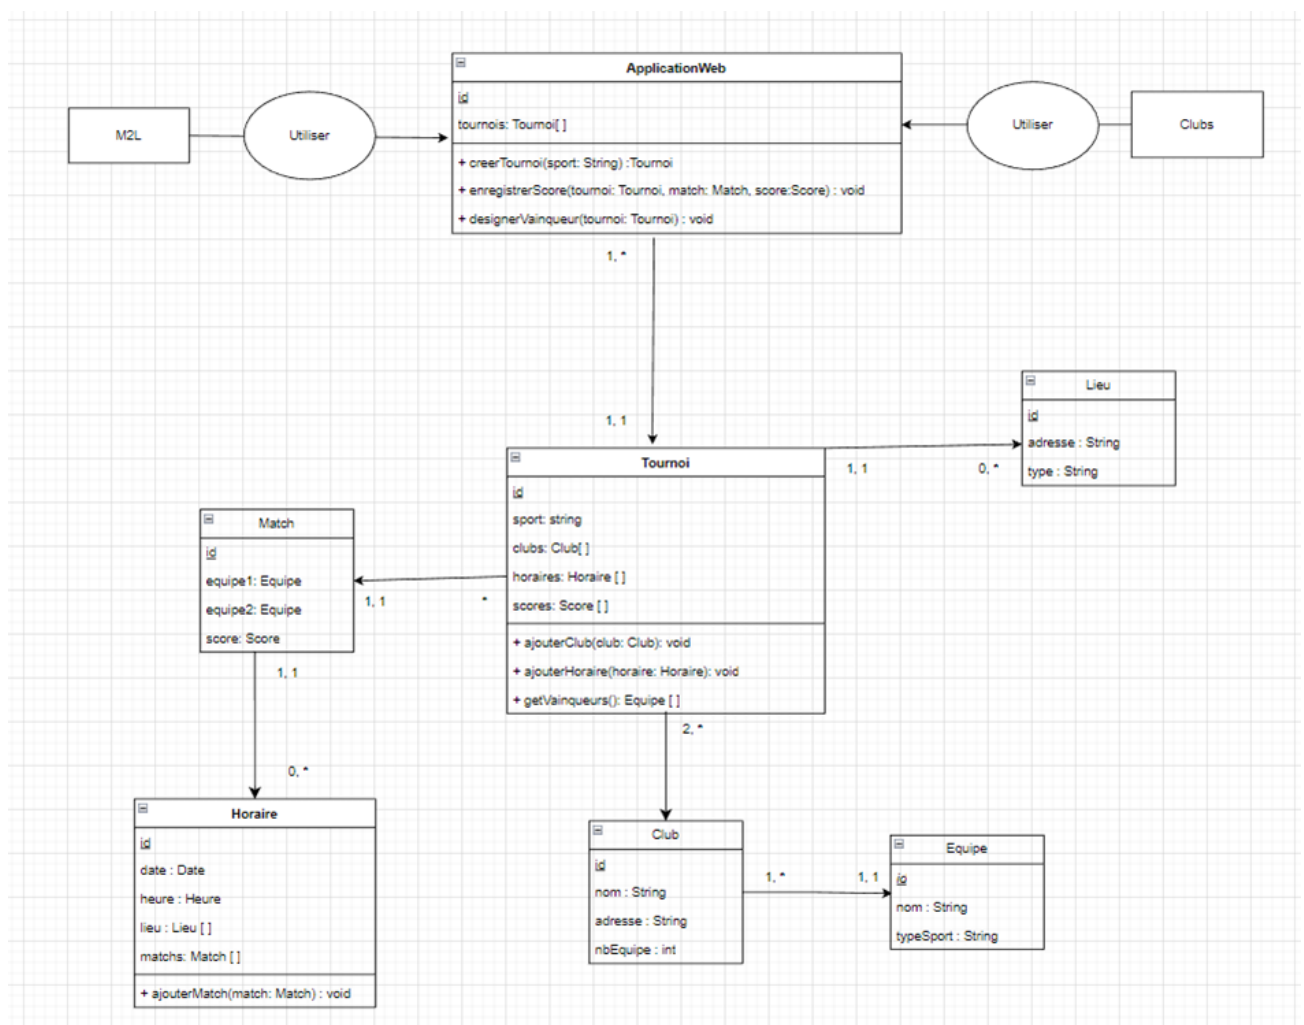 ApplicationWeb
id
tournois: Tournoi[ ]
+ creerTournoi(sport: String) :Tournoi
+ enregistrerScore(tournoi: Tournoi, match: Match, score:Score) : void
+ designerVainqueur(tournoi: Tournoi) : void
M2L
Utiliser
Utiliser
Clubs
1, *
1, 1
Lieu
id
adresse : String
type : String
1, 1
0, *
Tournoi
id
sport: string
clubs: Club[ ]
horaires: Horaire [ ]
scores: Score [ ]
+ ajouterClub(club: Club): void
+ ajouterHoraire(horaire: Horaire): void
+ getVainqueurs(): Equipe [ ]
Match
id
equipe1: Equipe
equipe2: Equipe
score: Score
1, 1
*
1, 1
0, *
2, *
Horaire
id
date : Date
heure : Heure
lieu : Lieu [ ]
matchs: Match [ ]
+ ajouterMatch(match: Match) : void
Club
id
nom : String
adresse : String
nbEquipe : int
1, *
1, 1
Equipe
id
nom : String
typeSport : String